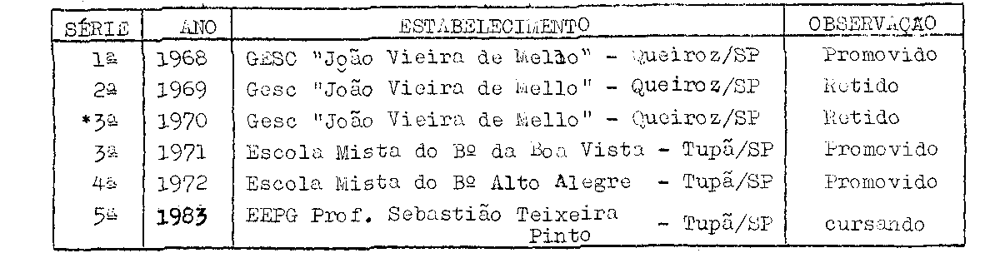 SÉRIE ANO ESTABELECIMENTO OBSERVAÇÃO
1ª 1968 GESC "João Vieira de Mello" - Queiroz/SP Promovido
2ª 1969 Gesc "João Vieira de Mello" - Queiroz/SP Retido
*3ª 1970 Gesc "João Vieira de Mello" - Queiroz/SP Retido
3ª 1971 Escola Mista do Bº da Boa Vista - Tupã/SP Promovido
4ª 1972 Escola Mista do Bº Alto Alegre - Tupã/SP Promovido
5ª 1983 EEPG Prof. Sebastião Teixeira
Pinto - Tupã/SP cursando